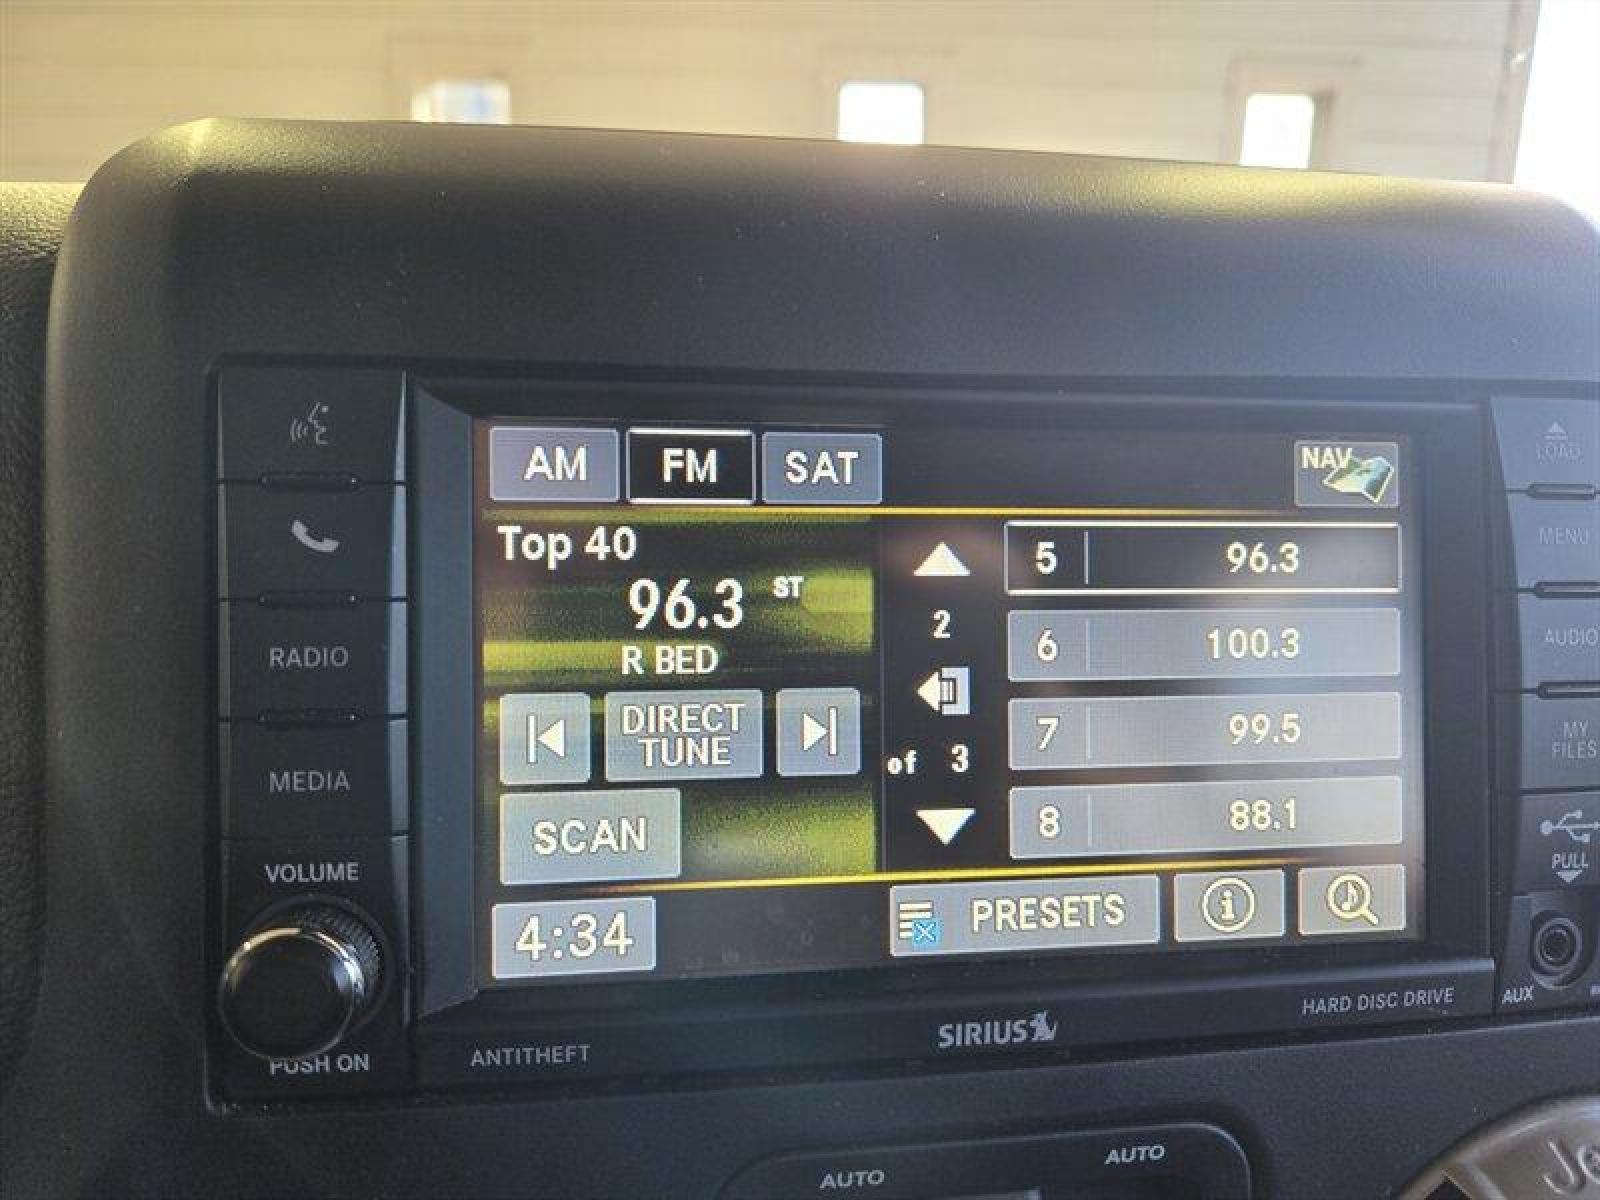 AM
FM
SAT
NAV
Top 40
96.3 ST
R BED
DIRECT
TUNE
SCAN
4:34
2
of 3
5 96.3
6 100.3
7 99.5
8 88.1
PRESETS
i
RADIO
MEDIA
VOLUME
PUSH ON
ANTITHEFT
SIRIUS
HARD DISC DRIVE
LOAD
MENU
AUDIO
MY
FILES
PULL
AUX
AUTO
AUTO